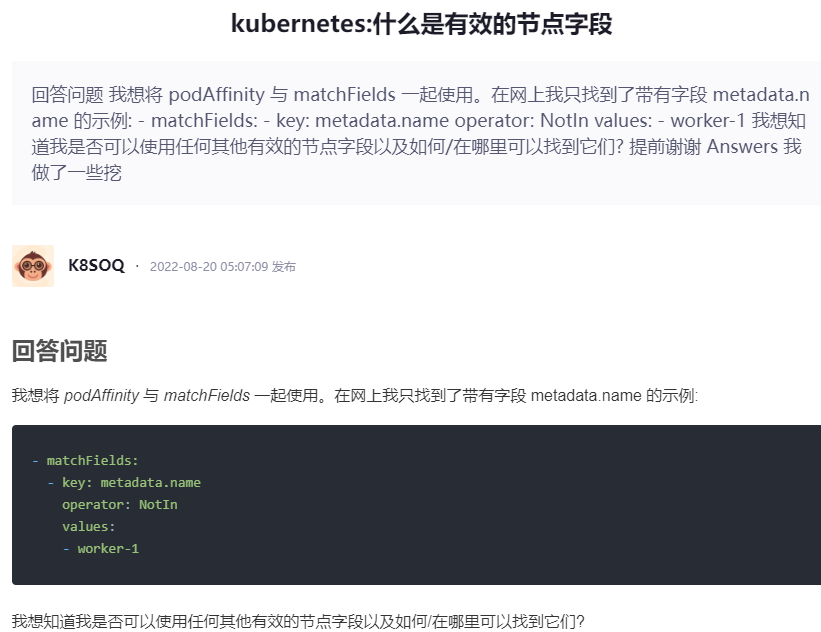 kubernetes:什么是有效的节点字段
回答问题 我想将 podAffinity 与 matchFields 一起使用。在网上我只找到了带有字段 metadata.n
ame 的示例: - matchFields: - key: metadata.name operator: NotIn values: - worker-1 我想知
道我是否可以使用任何其他有效的节点字段以及如何/在哪里可以找到它们? 提前谢谢 Answers 我
做了一些挖
K8SOQ · 2022-08-20 05:07:09 发布
回答问题
我想将 podAffinity 与 matchFields 一起使用。在网上我只找到了带有字段 metadata.name 的示例:
- matchFields:
- key: metadata.name
operator: NotIn
values:
- worker-1
我想知道我是否可以使用任何其他有效的节点字段以及如何/在哪里可以找到它们?